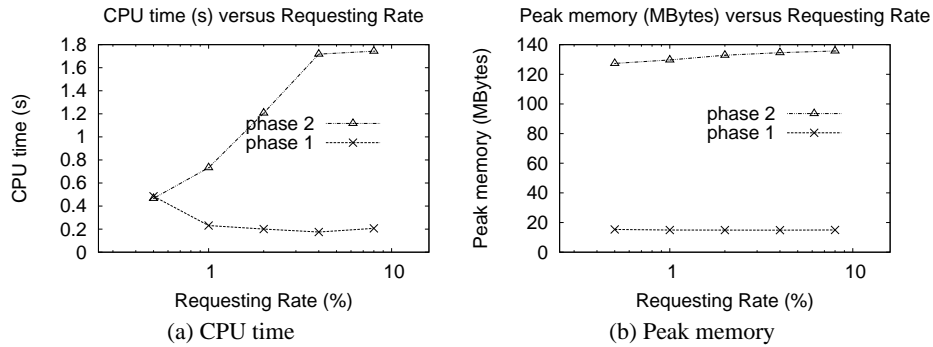 CPU time (s) versus Requesting Rate
1.8
1.6
1.4
1.2
1
0.8
0.6
0.4
0.2
0
CPU time (s)
phase 2
phase 1
1
10
Requesting Rate (%)
(a) CPU time
Peak memory (MBytes) versus Requesting Rate
140
120
100
80
60
40
20
0
Peak memory (MBytes)
phase 2
phase 1
1
10
Requesting Rate (%)
(b) Peak memory